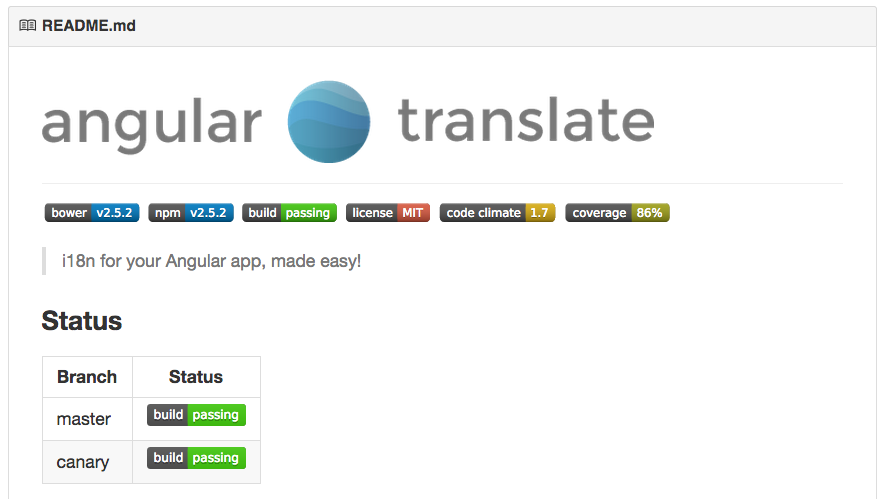 README.md
angular translate
bower v2.5.2 npm v2.5.2 build passing license MIT code climate 1.7 coverage 86%
i18n for your Angular app, made easy!
Status
Branch Status
master build passing
canary build passing